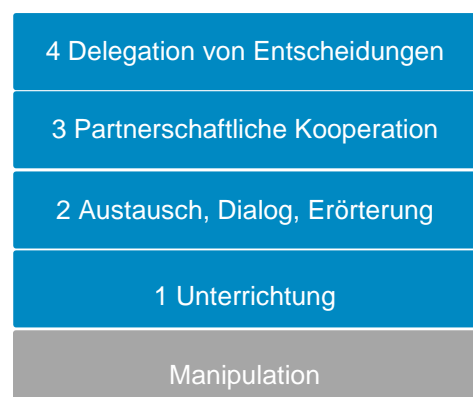 4 Delegation von Entscheidungen
3 Partnerschaftliche Kooperation
2 Austausch, Dialog, Erörterung
1 Unterrichtung
Manipulation